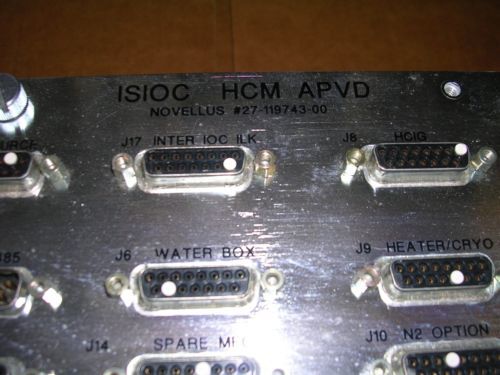 ISIOC HCM APVD
NOVELLUS #27-119743-00
J17 INTER IOC ILK
J8 HCIG
J6 WATER BOX
J9 HEATER/CRYO
J14 SPARE MFC
J10 N2 OPTION